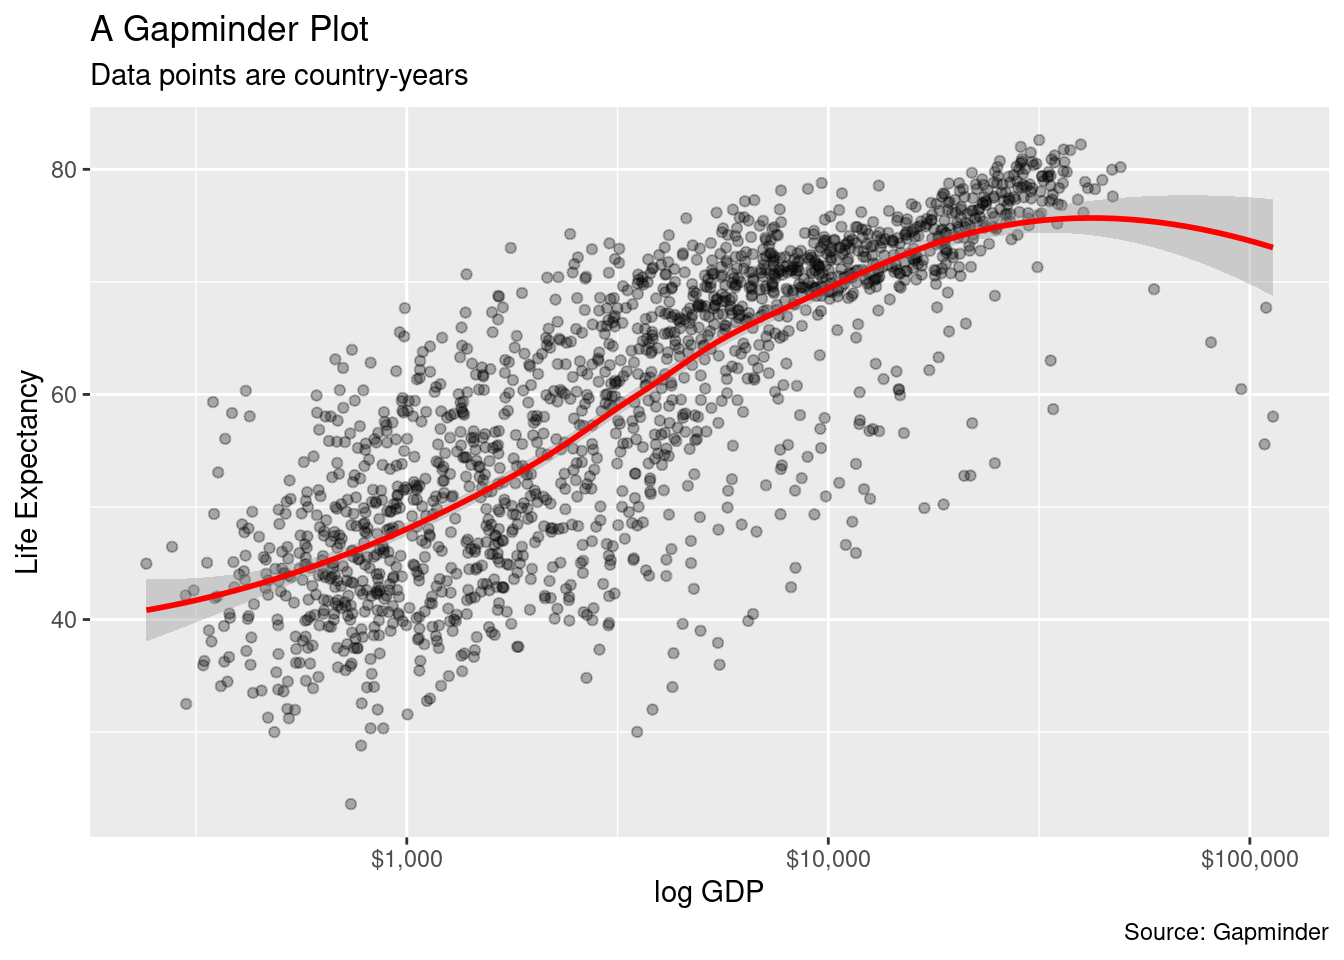 A Gapminder Plot
Data points are country-years
80
60
40
Life Expectancy
$1,000
$10,000
$100,000
log GDP
Source: Gapminder